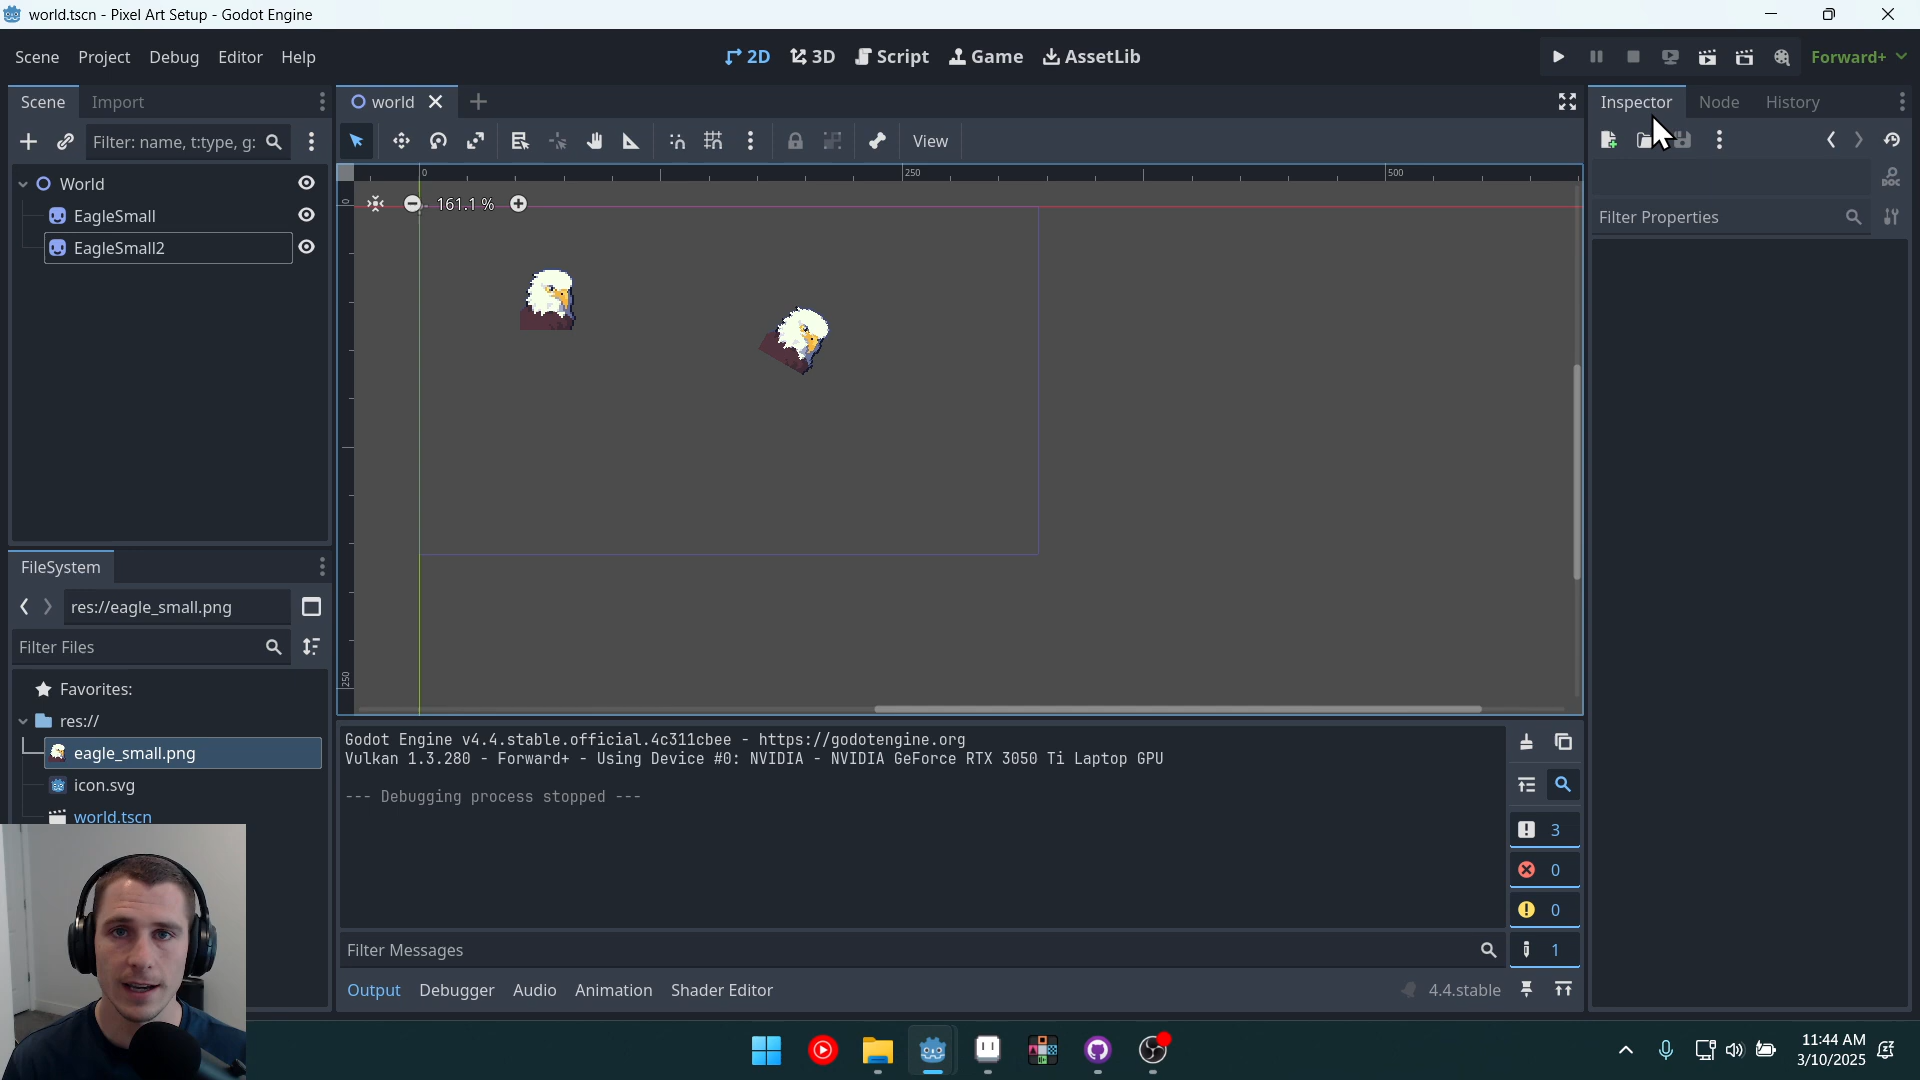 world.tscn - Pixel Art Setup - Godot Engine
Scene Project Debug Editor Help
2D 3D Script Game AssetLib
Forward+
Scene Import
world
Inspector Node History
Filter: name, t:type, g:
View
0 250 500
World
EagleSmall
EagleSmall2
0
161.1 %
Filter Properties
250
FileSystem
res://eagle_small.png
Filter Files
Favorites:
res://
eagle_small.png
icon.svg
world.tscn
Godot Engine v4.4.stable.official.4c311cbee - https://godotengine.org
Vulkan 1.3.280 - Forward+ - Using Device #0: NVIDIA - NVIDIA GeForce RTX 3050 Ti Laptop GPU
--- Debugging process stopped ---
3
0
0
1
Filter Messages
Output Debugger Audio Animation Shader Editor
4.4.stable
11:44 AM
3/10/2025